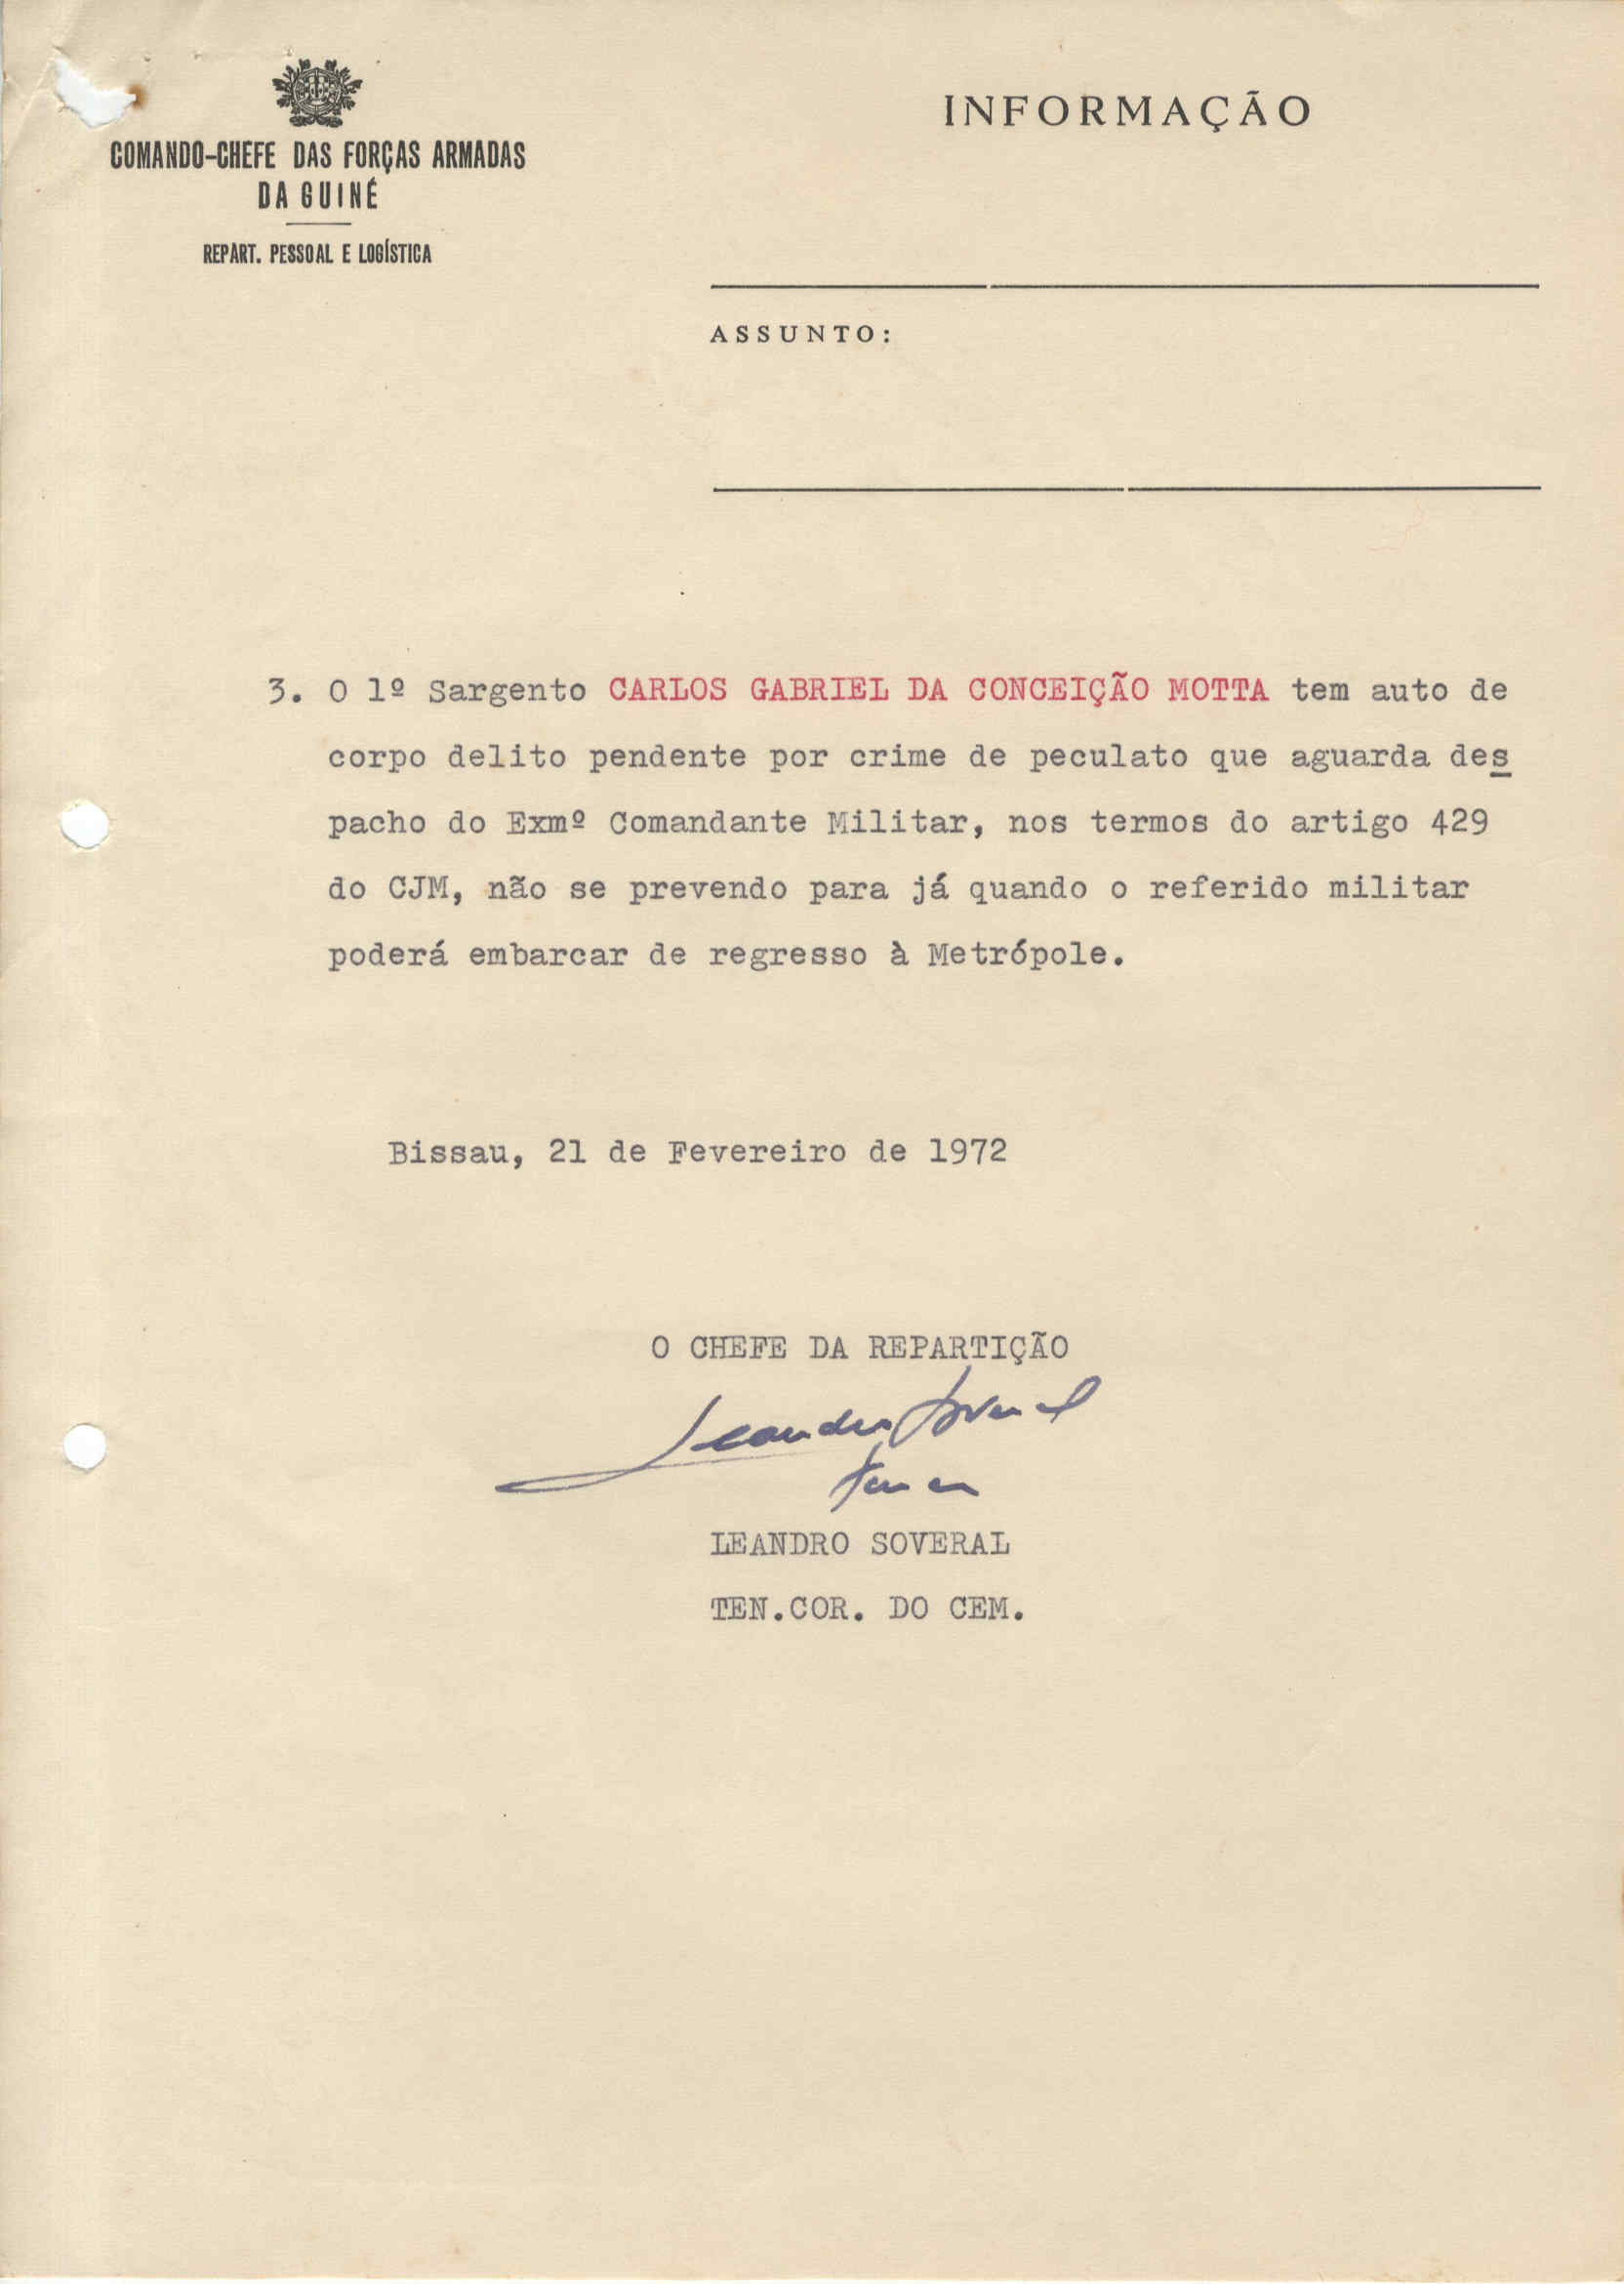 COMANDO-CHEFE DAS FORÇAS ARMADAS
DA GUINÉ
REPART. PESSOAL E LOGÍSTICA
INFORMAÇÃO
ASSUNTO:
3. O 1º Sargento CARLOS GABRIEL DA CONCEIÇÃO MOTTA tem auto de
corpo delito pendente por crime de peculato que aguarda des
pacho do Exmº Comandante Militar, nos termos do artigo 429
do CJM, não se prevendo para já quando o referido militar
poderá embarcar de regresso à Metrópole.
Bissau, 21 de Fevereiro de 1972
O CHEFE DA REPARTIÇÃO
Leandro Soveral
LEANDRO SOVERAL
TEN.COR. DO CEM.